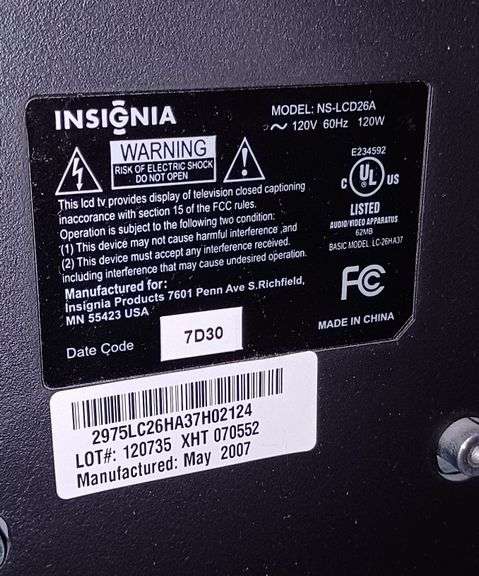 INSIGNIA
MODEL: NS-LCD26A
~ 120V 60Hz 120W
WARNING
RISK OF ELECTRIC SHOCK
DO NOT OPEN
This lcd tv provides display of television closed captioning
inaccordance with section 15 of the FCC rules.
Operation is subject to the following two condition:
(1) This device may not cause harmful interference ,and
(2) This device must accept any interference received.
including interference that may cause undesired operation.
Manufactured for:
Insignia Products 7601 Penn Ave S.Richfield,
MN 55423 USA
E234592
C UL US
LISTED
AUDIO/VIDEO APPARATUS
62MB
BASIC MODEL LC-26HA37
FC
MADE IN CHINA
Date Code 7D30
2975LC26HA37H02124
LOT#: 120735 XHT 070552
Manufactured: May 2007